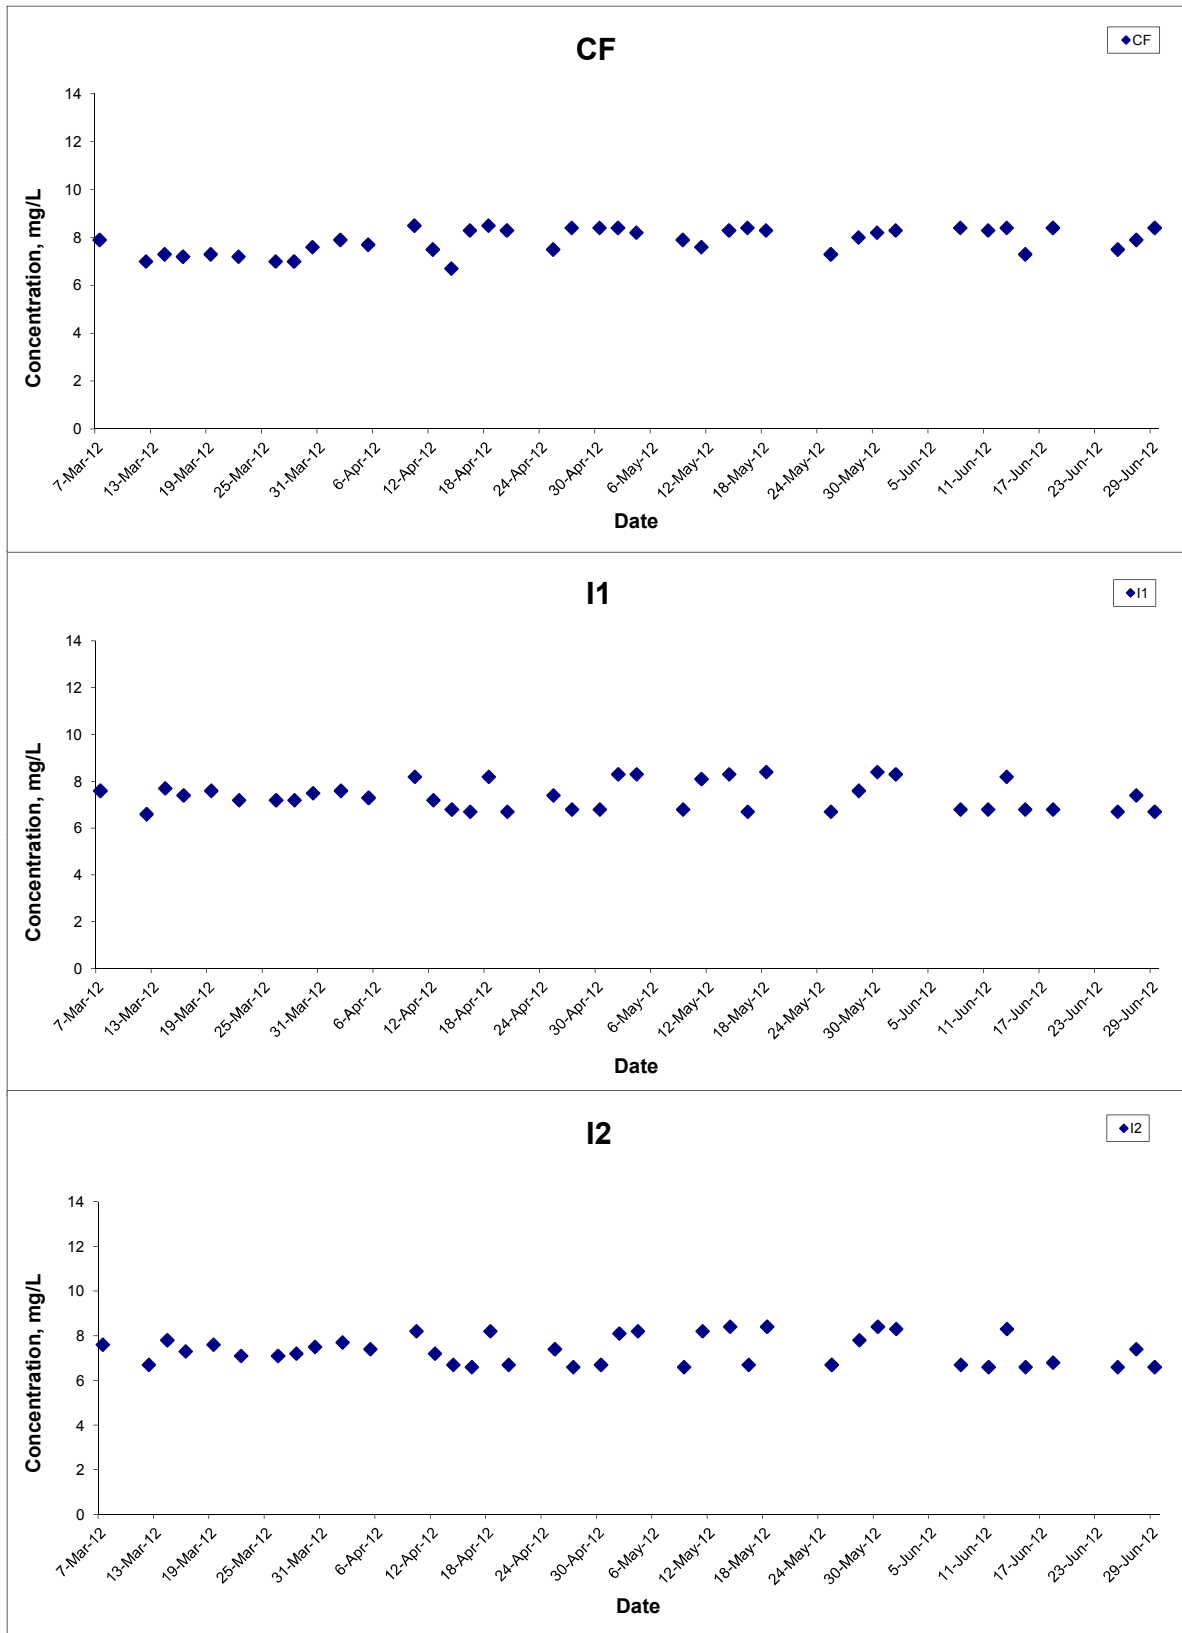 CF
CF
14
12
10
8
6
4
2
0
Concentration, mg/L
7-Mar-12
13-Mar-12
19-Mar-12
25-Mar-12
31-Mar-12
6-Apr-12
12-Apr-12
18-Apr-12
24-Apr-12
30-Apr-12
6-May-12
12-May-12
18-May-12
24-May-12
30-May-12
5-Jun-12
11-Jun-12
17-Jun-12
23-Jun-12
29-Jun-12
Date
I1
I1
14
12
10
8
6
4
2
0
Concentration, mg/L
7-Mar-12
13-Mar-12
19-Mar-12
25-Mar-12
31-Mar-12
6-Apr-12
12-Apr-12
18-Apr-12
24-Apr-12
30-Apr-12
6-May-12
12-May-12
18-May-12
24-May-12
30-May-12
5-Jun-12
11-Jun-12
17-Jun-12
23-Jun-12
29-Jun-12
Date
I2
I2
14
12
10
8
6
4
2
0
Concentration, mg/L
7-Mar-12
13-Mar-12
19-Mar-12
25-Mar-12
31-Mar-12
6-Apr-12
12-Apr-12
18-Apr-12
24-Apr-12
30-Apr-12
6-May-12
12-May-12
18-May-12
24-May-12
30-May-12
5-Jun-12
11-Jun-12
17-Jun-12
23-Jun-12
29-Jun-12
Date